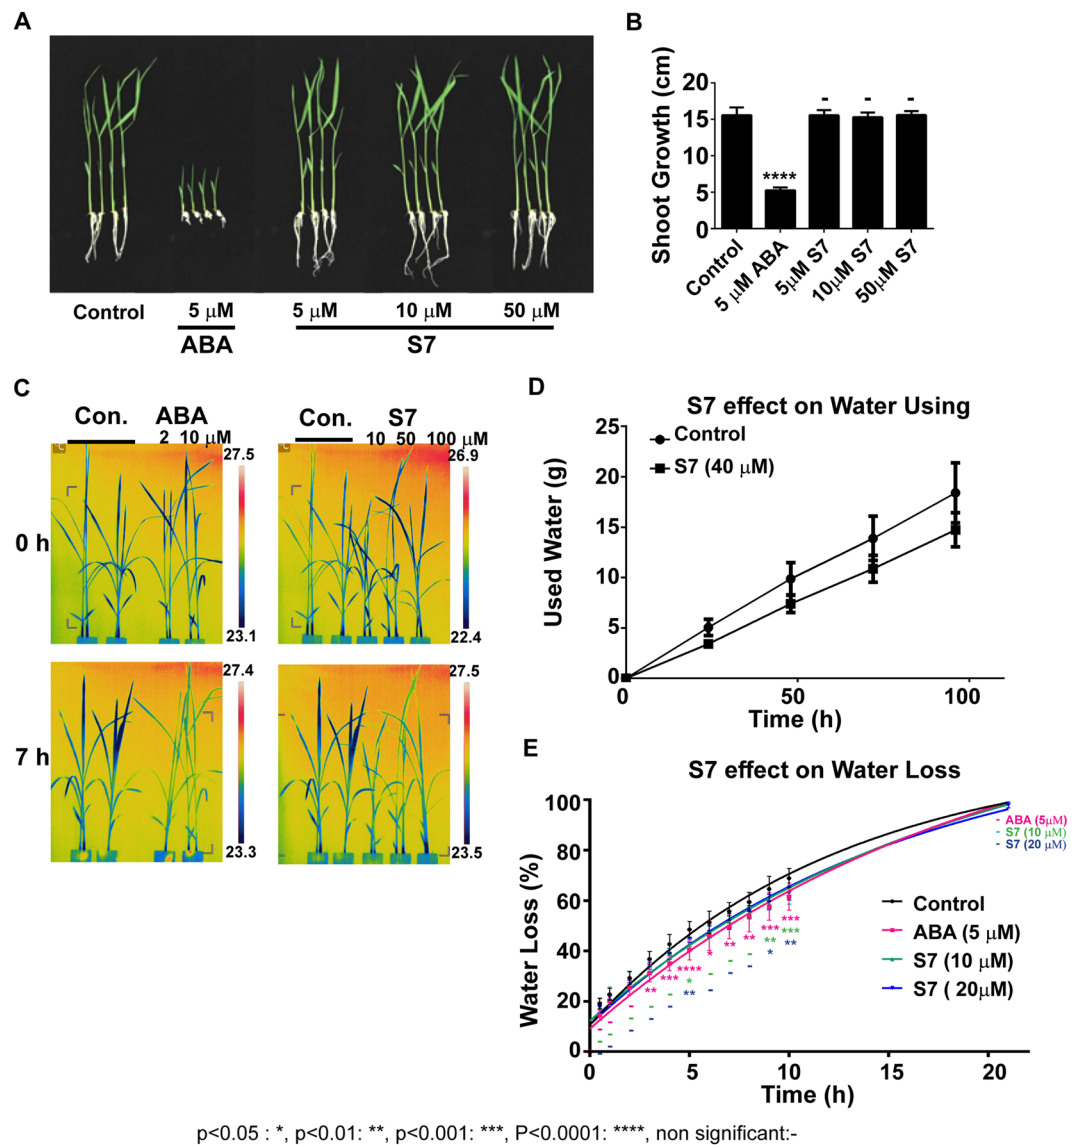 A
Control
5 μM
ABA
5 μM
10 μM
50 μM
S7
B
Shoot Growth (cm)
20
15
10
5
0
****
-
-
-
Control
5 μM ABA
5μM S7
10μM S7
50μM S7
C
Con.
ABA
2 10 μM
Con.
S7
10 50 100 μM
°C
27.5
23.1
°C
26.9
22.4
0 h
27.4
23.3
27.5
23.5
7 h
D
S7 effect on Water Using
Used Water (g)
25
20
15
10
5
0
Control
S7 (40 μM)
0 50 100
Time (h)
E
S7 effect on Water Loss
Water Loss (%)
100
80
60
40
20
0
- ABA (5μM)
- S7 (10 μM)
- S7 (20 μM)
Control
ABA (5 μM)
S7 (10 μM)
S7 ( 20μM)
- - - ** *** **** * ** ** *** ***
- - - - - * - - - ** ***
- - - - - ** - - - * **
0 5 10 15 20
Time (h)
p<0.05 : *, p<0.01: **, p<0.001: ***, P<0.0001: ****, non significant:-